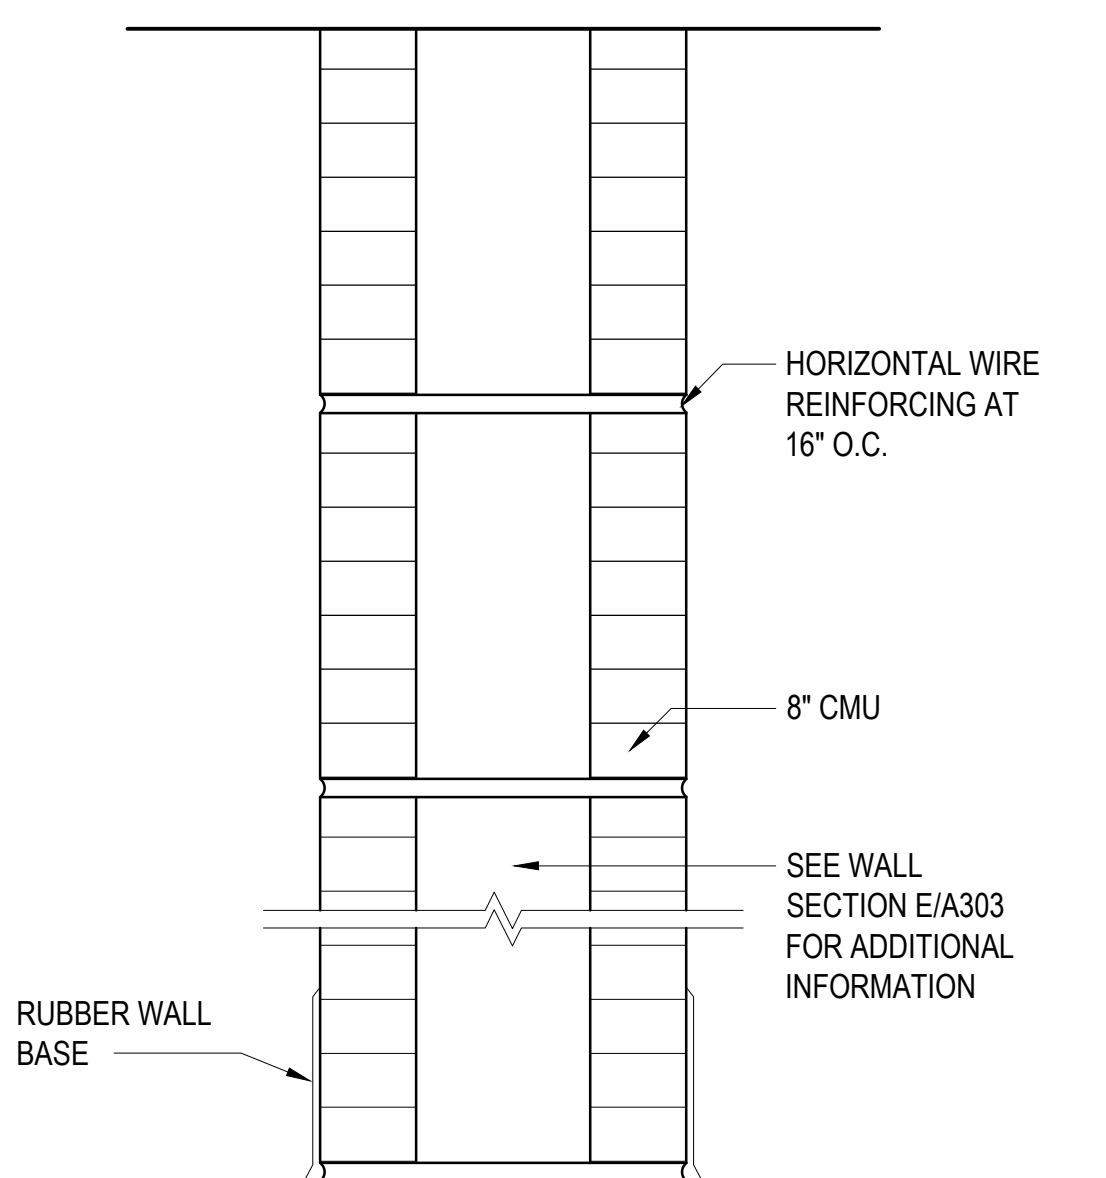 HORIZONTAL WIRE
REINFORCING AT
16" O.C.
8" CMU
SEE WALL
SECTION E/A303
FOR ADDITIONAL
INFORMATION
RUBBER WALL
BASE